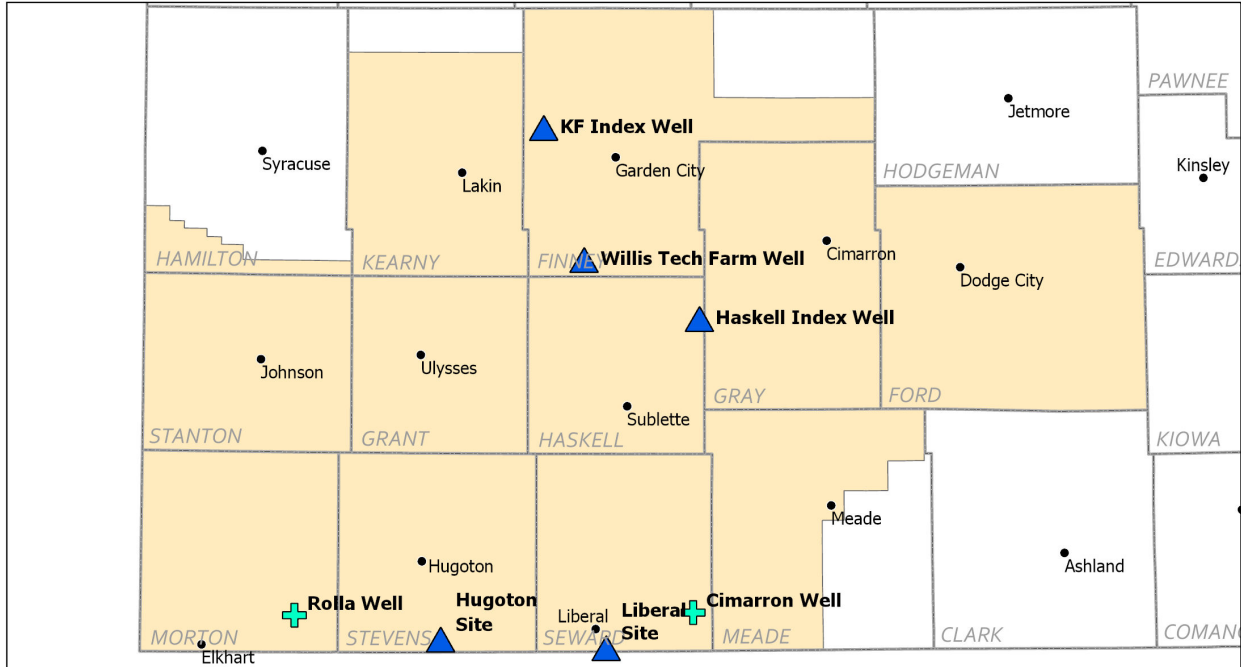 PAWNEE
Jetmore
KF Index Well
Syracuse
Garden City
Kinsley
Lakin
HODGEMAN
HAMILTON
KEARNY
FINNEY
Willis Tech Farm Well
Cimarron
EDWARD
Dodge City
Haskell Index Well
Johnson
Ulysses
GRAY
FORD
Sublette
STANTON
GRANT
HASKELL
KIOWA
Meade
Hugoton
Ashland
Rolla Well
Hugoton
Site
Liberal
Liberal
Site
Cimarron Well
MORTON
STEVENS
SEWARD
MEADE
CLARK
COMANC
Elkhart